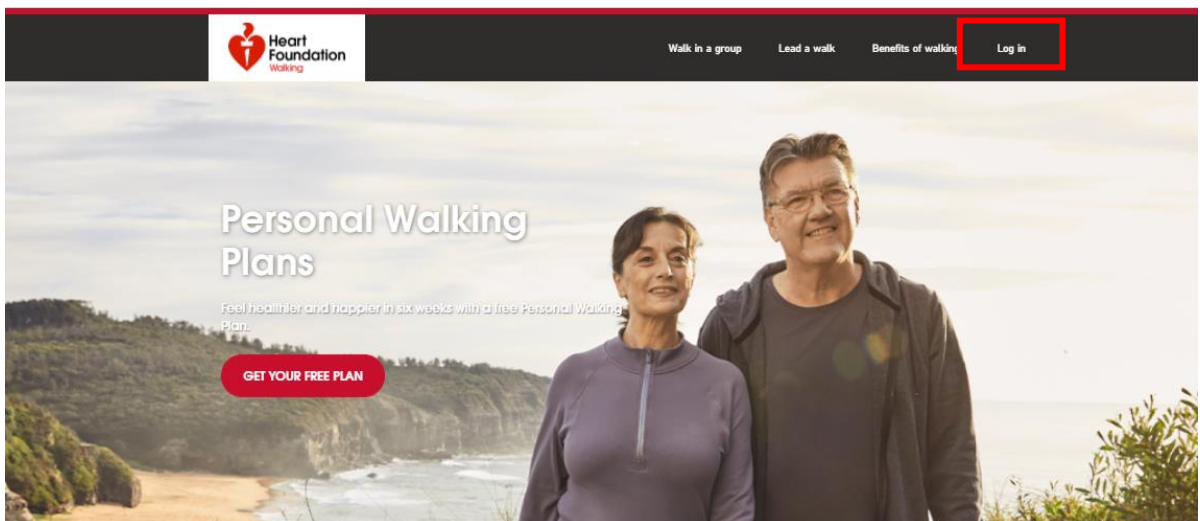 Heart
Foundation
Walking
Walk in a group Lead a walk Benefits of walking Log in
Personal Walking
Plans
Feel healthier and happier in six weeks with a free Personal Walking
Plan.
GET YOUR FREE PLAN